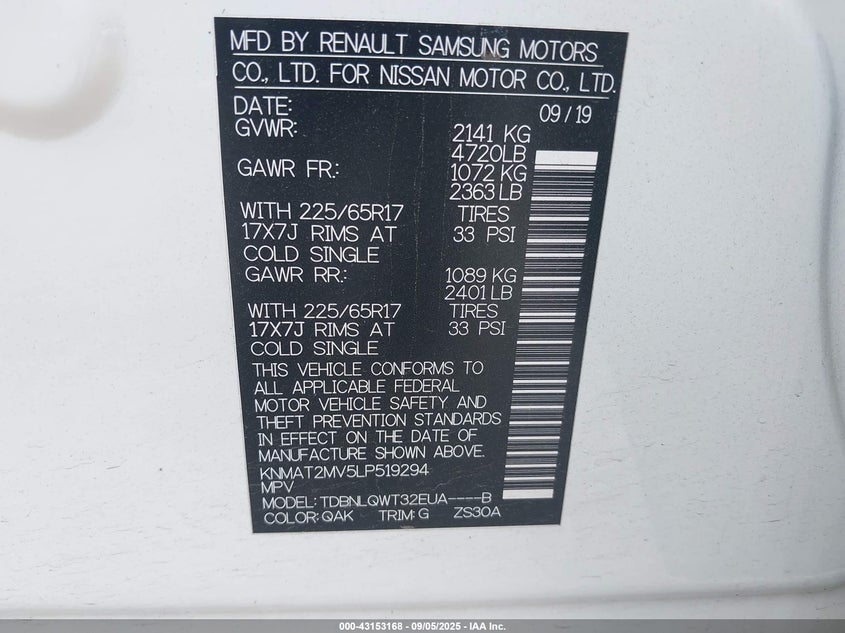 MFD BY RENAULT SAMSUNG MOTORS
CO., LTD. FOR NISSAN MOTOR CO., LTD.
DATE: 09/19
GVWR: 2141 KG
4720LB
GAWR FR.: 1072 KG
2363 LB
WITH 225/65R17 TIRES
17X7J RIMS AT 33 PSI
COLD SINGLE
GAWR RR.: 1089 KG
2401 LB
WITH 225/65R17 TIRES
17X7J RIMS AT 33 PSI
COLD SINGLE
THIS VEHICLE CONFORMS TO
ALL APPLICABLE FEDERAL
MOTOR VEHICLE SAFETY AND
THEFT PREVENTION STANDARDS
IN EFFECT ON THE DATE OF
MANUFACTURE SHOWN ABOVE.
KNMAT2MV5LP519294
MPV
MODEL: TDBNLQWT32EUA----B
COLOR: QAK TRIM: G ZS30A
000-43153168 - 09/05/2025 - IAA Inc.